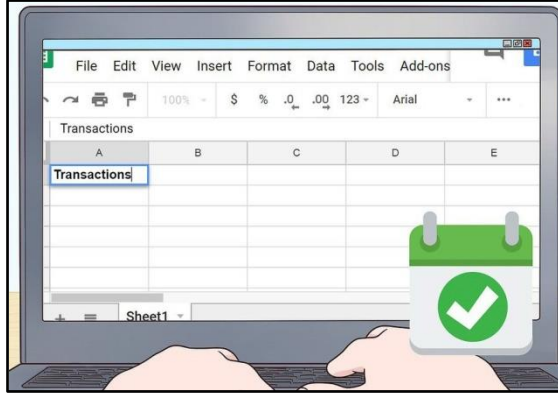 File Edit View Insert Format Data Tools Add-ons
100% $ % .0 .00 123 Arial
Transactions
A B C D E
Transactions
Sheet1